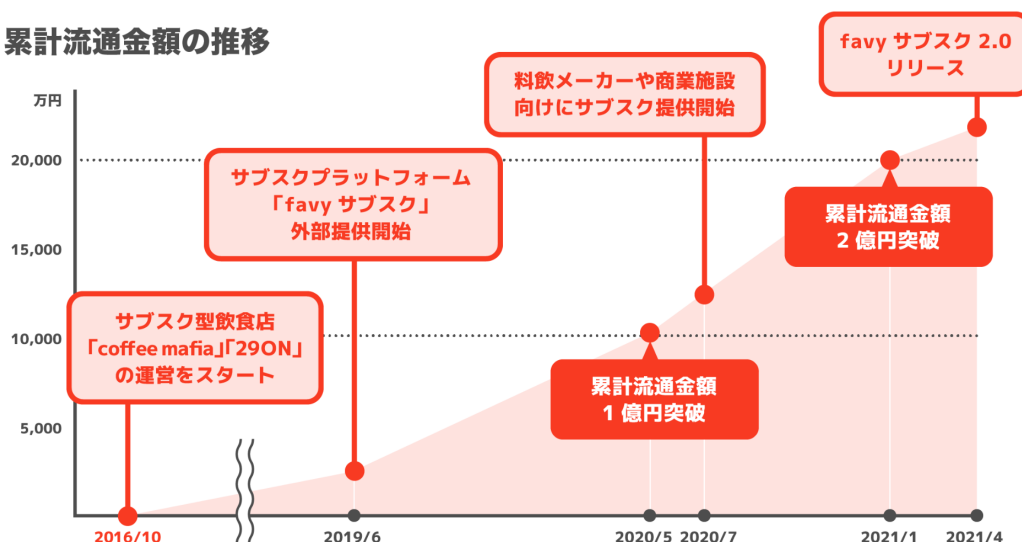 累計流通金額の推移
万円
20,000
15,000
10,000
5,000
サブスク型飲食店
「coffee mafia」「29ON」
の運営をスタート
サブスクプラットフォーム
「favy サブスク」
外部提供開始
料飲メーカーや商業施設
向けにサブスク提供開始
favy サブスク 2.0
リリース
累計流通金額
1 億円突破
累計流通金額
2 億円突破
2016/10
2019/6
2020/5
2020/7
2021/1
2021/4